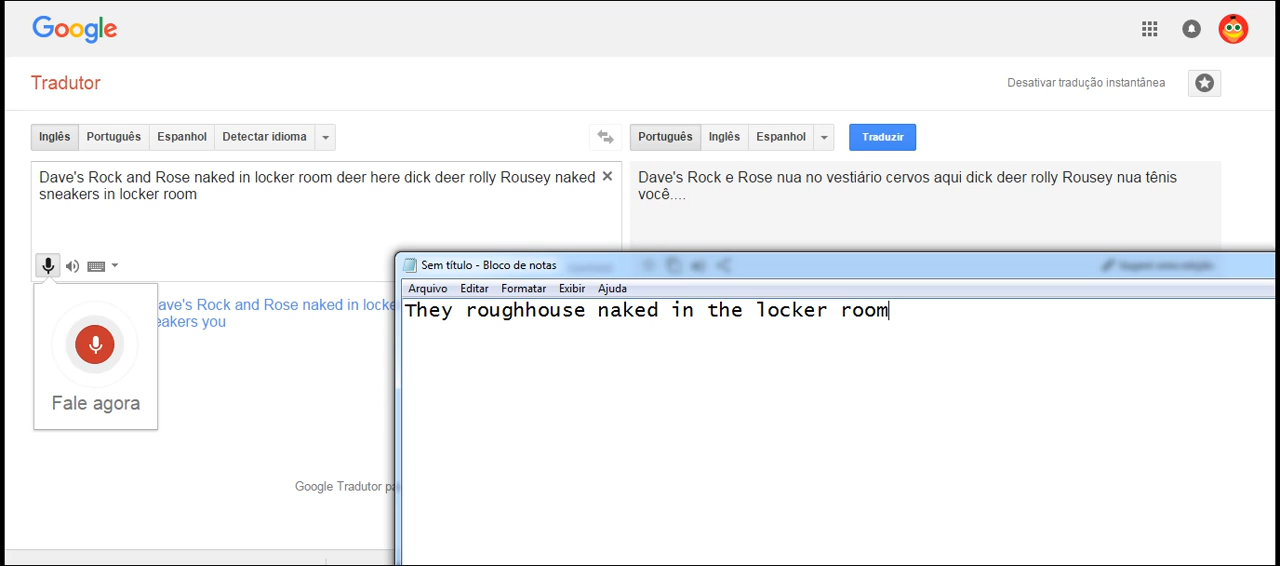 Google
Tradutor
Desativar tradução instantânea
Inglês Português Espanhol Detectar idioma
Português Inglês Espanhol
Traduzir
Dave's Rock and Rose naked in locker room deer here dick deer rolly Rousey naked
sneakers in locker room
Dave's Rock e Rose nua no vestiário cervos aqui dick deer rolly Rousey nua tênis
você....
ave's Rock and Rose naked in locke
eakers you
Fale agora
Google Tradutor pa
Sem título - Bloco de notas
Arquivo Editar Formatar Exibir Ajuda
They roughhouse naked in the locker room